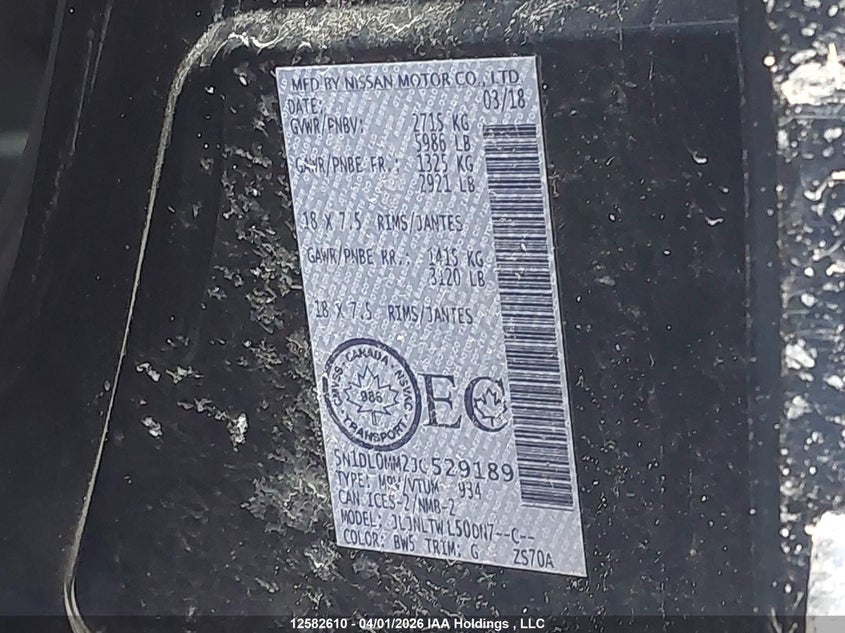 MFD BY NISSAN MOTOR CO., LTD
DATE: 03/18
GVWR/PNBV: 2715 KG
5986 LB
GAWR/PNBE FR.: 1325 KG
2921 LB
18 X 7.5 RIMS/JANTES
GAWR/PNBE RR.: 1415 KG
3120 LB
18 X 7.5 RIMS/JANTES
CANADA
986
TRANSPORT
EC
5N1DL0MM2JC529189
TYPE: MPV/VTUM 934
CAN ICES-2/NMB-2
MODEL: JLJNLTWL50DN7--C--
COLOR: BW5 TRIM: G ZS70A
12582610 - 04/01/2026 IAA Holdings , LLC